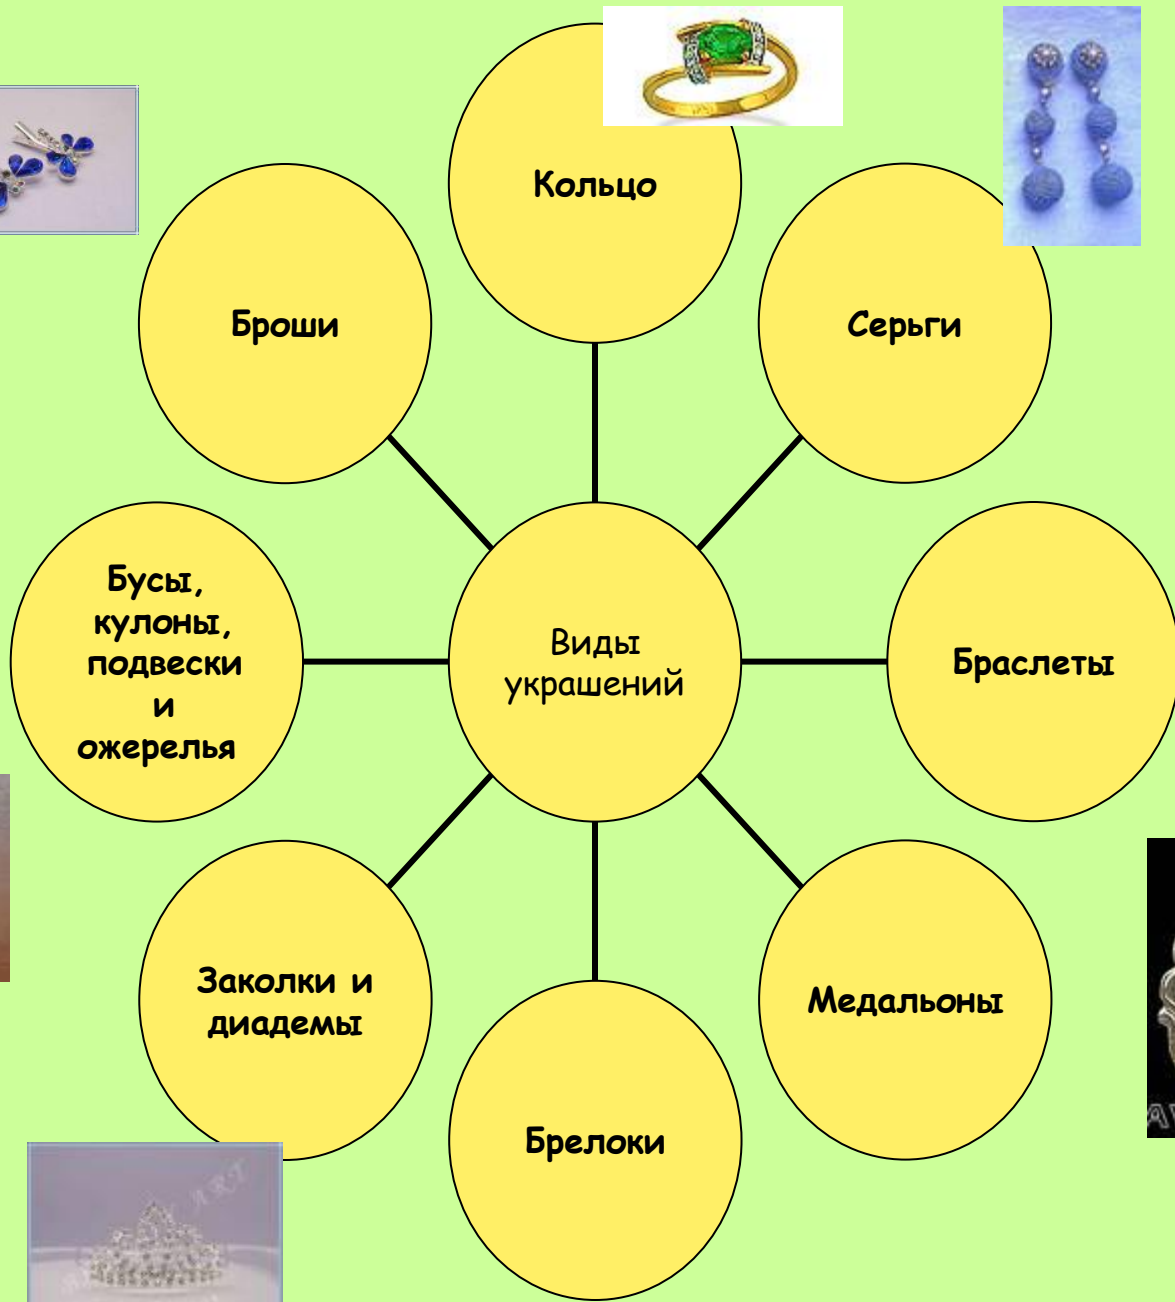 Кольцо
Серьги
Браслеты
Медальоны
Брелоки
Заколки и
диадемы
Бусы,
кулоны,
подвески
и
ожерелья
Броши
Виды
украшений